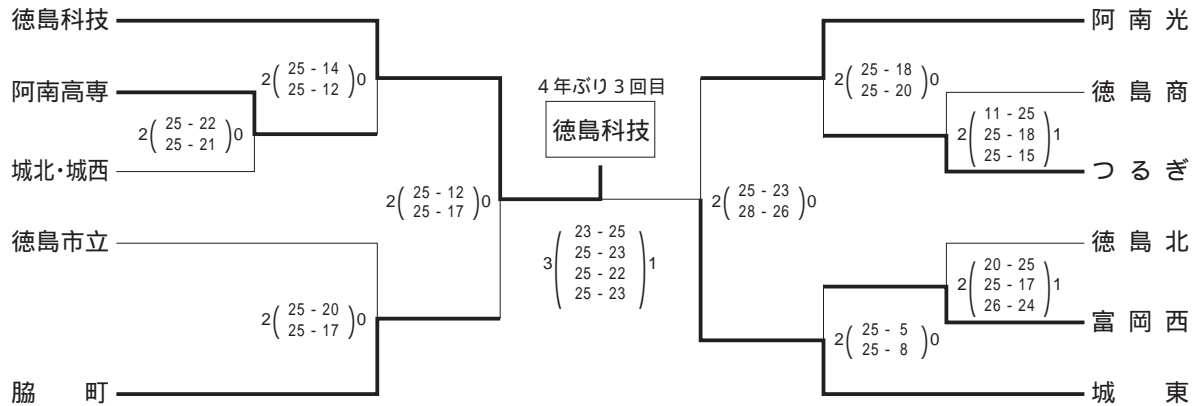 徳島科技
阿南高専
城北・城西
徳島市立
脇　町
2( 25 - 14 )0
25 - 12
2( 25 - 22 )0
25 - 21
2( 25 - 12 )0
25 - 17
2( 25 - 20 )0
25 - 17
4年ぶり3回目
徳島科技
3( 23 - 25 )1
25 - 23
25 - 22
25 - 23
2( 25 - 23 )0
28 - 26
2( 25 - 18 )0
25 - 20
2( 11 - 25 )1
25 - 18
25 - 15
2( 20 - 25 )1
25 - 17
26 - 24
2( 25 - 5 )0
25 - 8
阿南光
徳島商
つるぎ
徳島北
富岡西
城　東